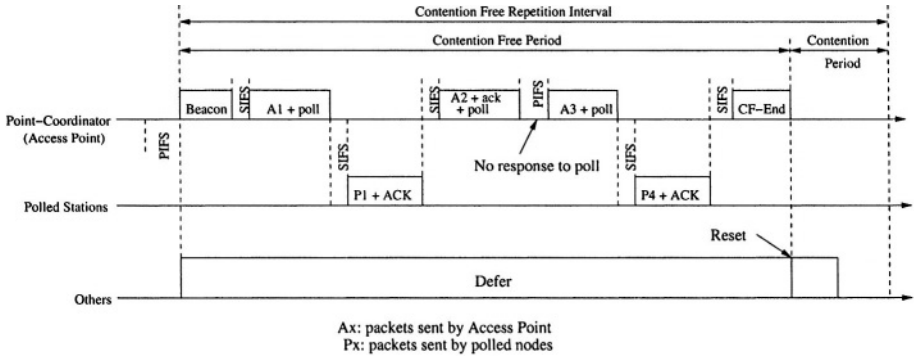 Contention Free Repetition Interval
Contention Free Period
Contention
Period
Beacon
SIFS
A1 + poll
SIFS
A2 + ack
+ poll
PIFS
A3 + poll
SIFS
CF-End
Point-Coordinator
(Access Point)
PIFS
SIFS
No response to poll
SIFS
P1 + ACK
P4 + ACK
Polled Stations
Reset
Defer
Others
Ax: packets sent by Access Point
Px: packets sent by polled nodes